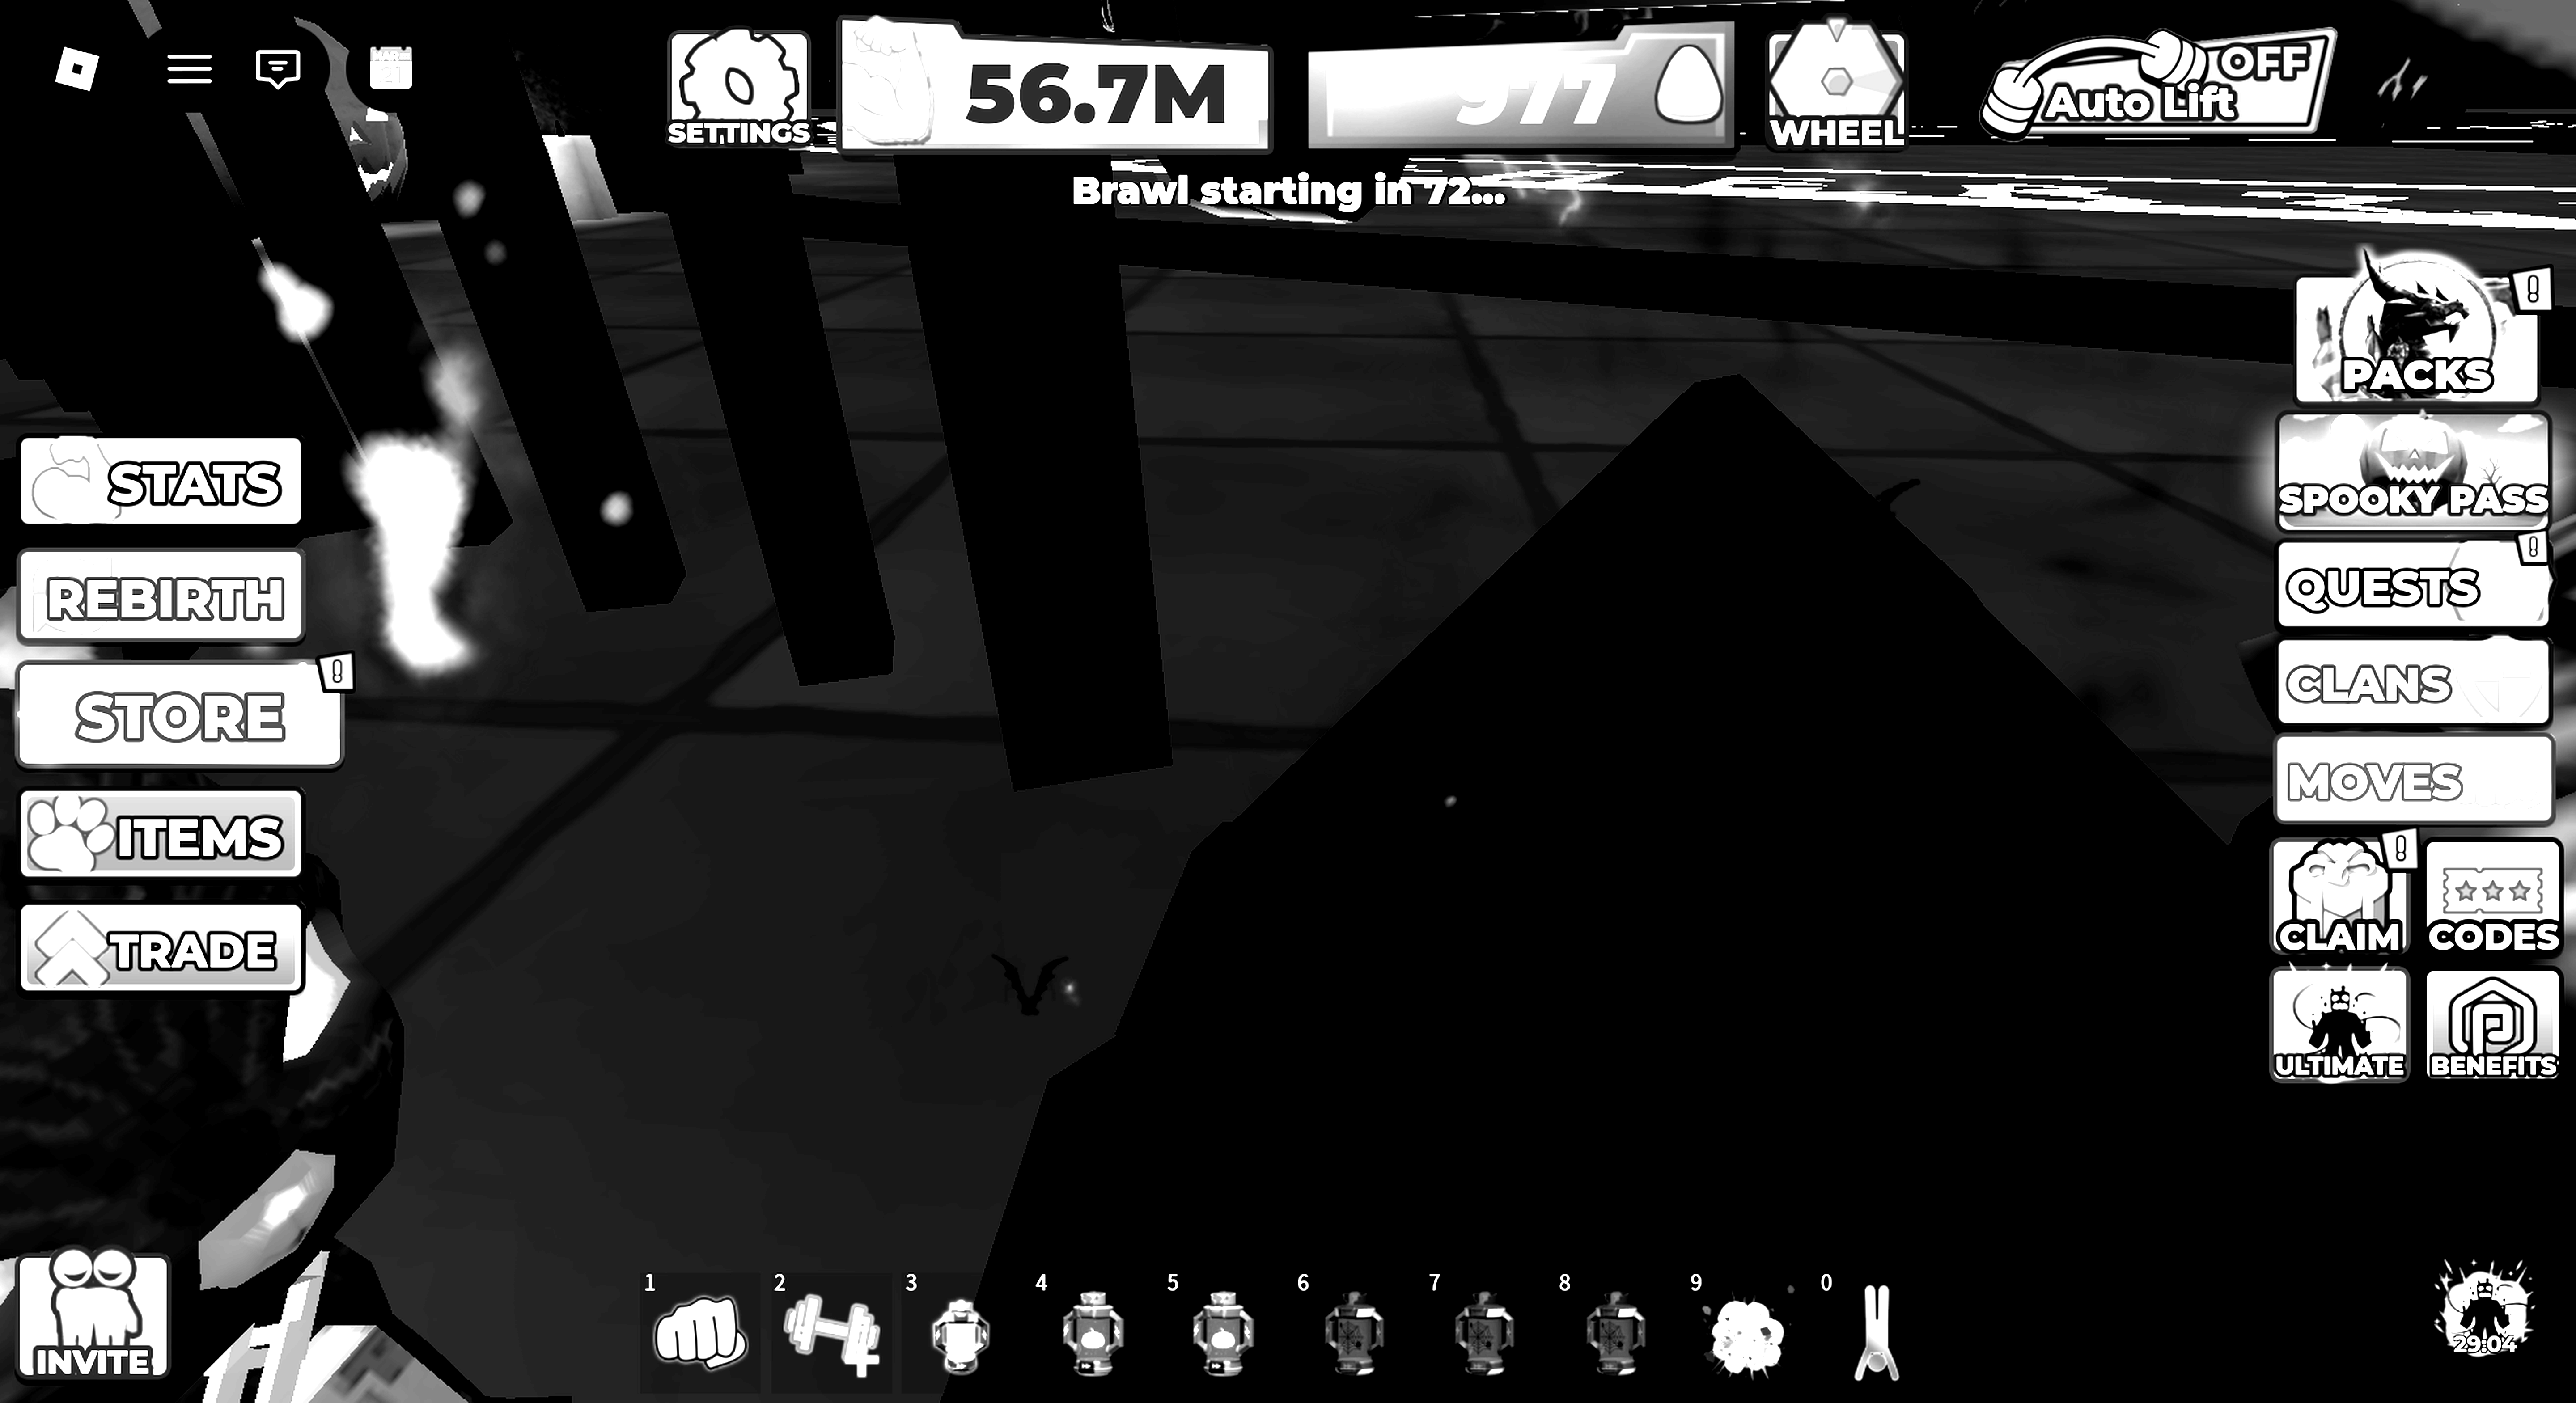 SETTINGS
56.7M
977
WHEEL
OFF
Auto Lift
Brawl starting in 72...
STATS
REBIRTH
STORE
ITEMS
TRADE
INVITE
PACKS
SPOOKY PASS
QUESTS
CLANS
MOVES
CLAIM
CODES
ULTIMATE
BENEFITS
1
2
3
4
5
6
7
8
9
0
29:04